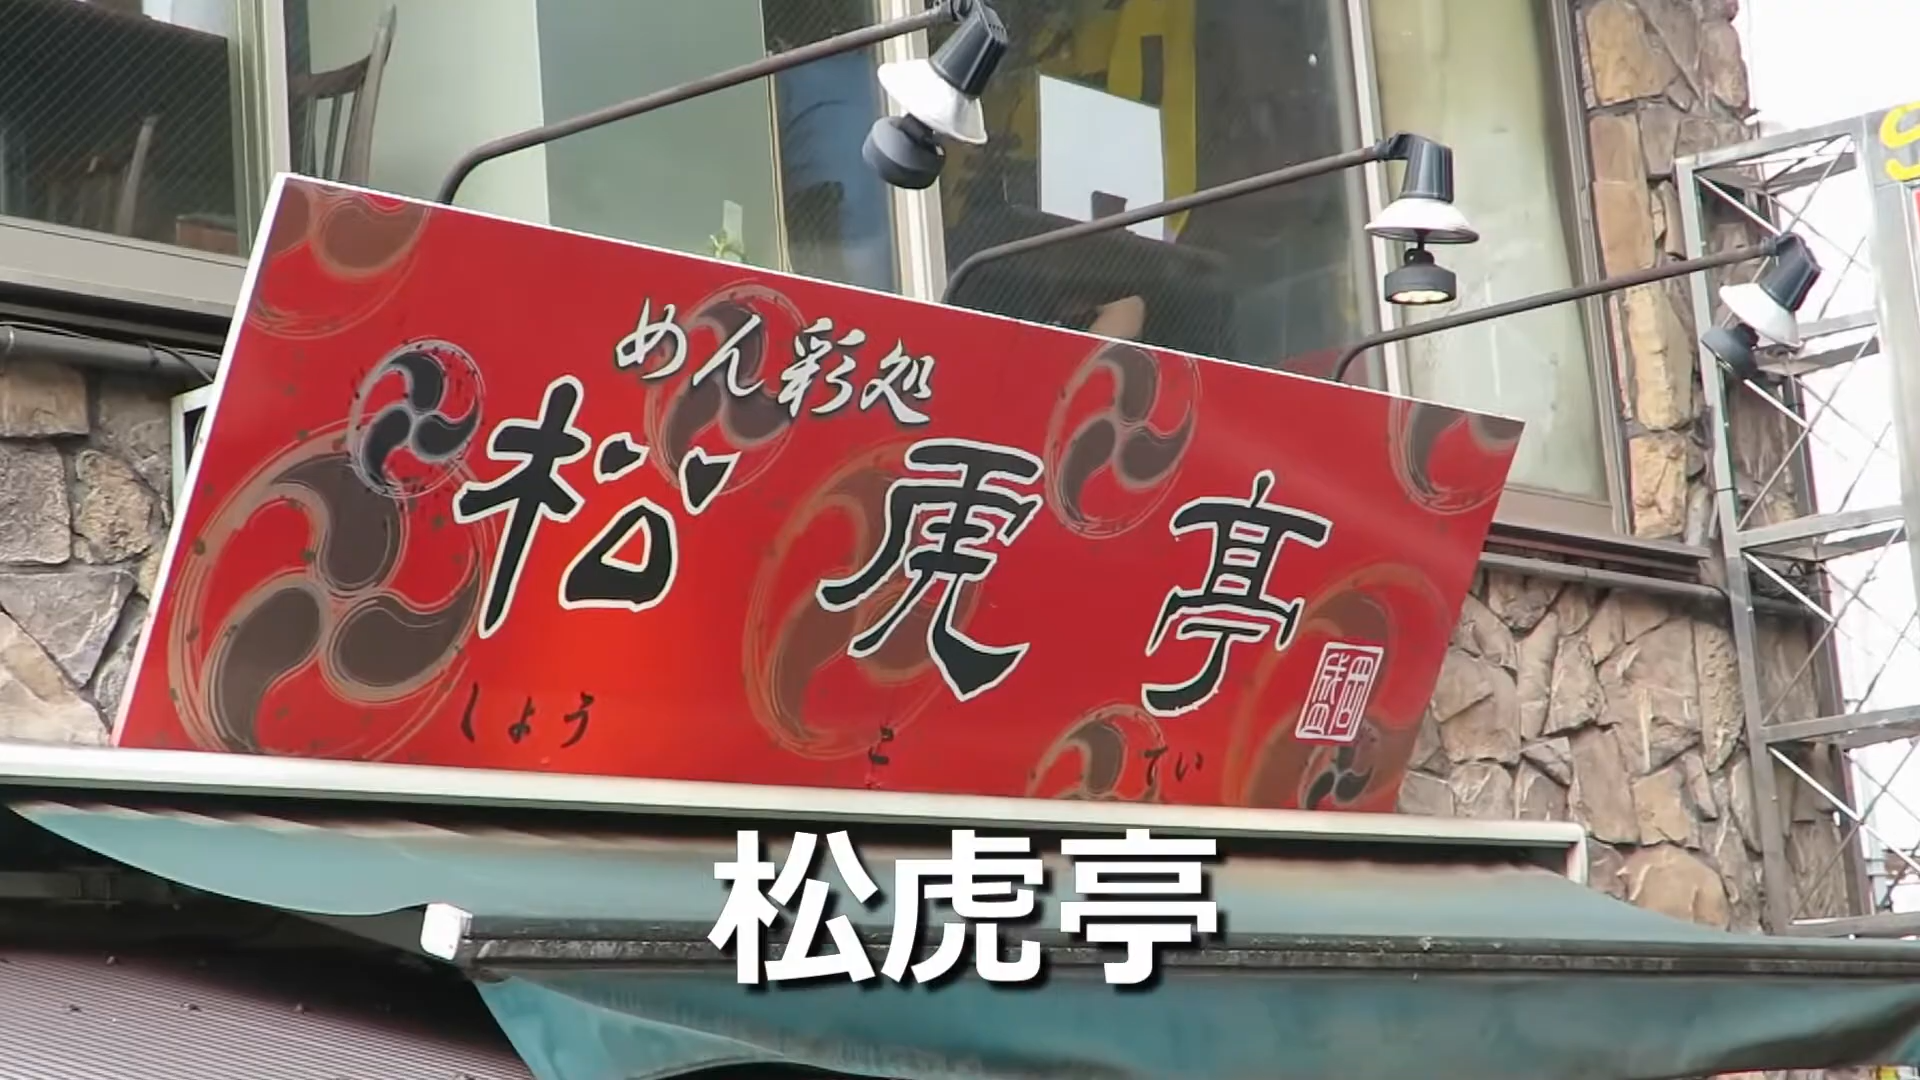 めん彩処
松虎亭
しょう こ てい
松虎亭